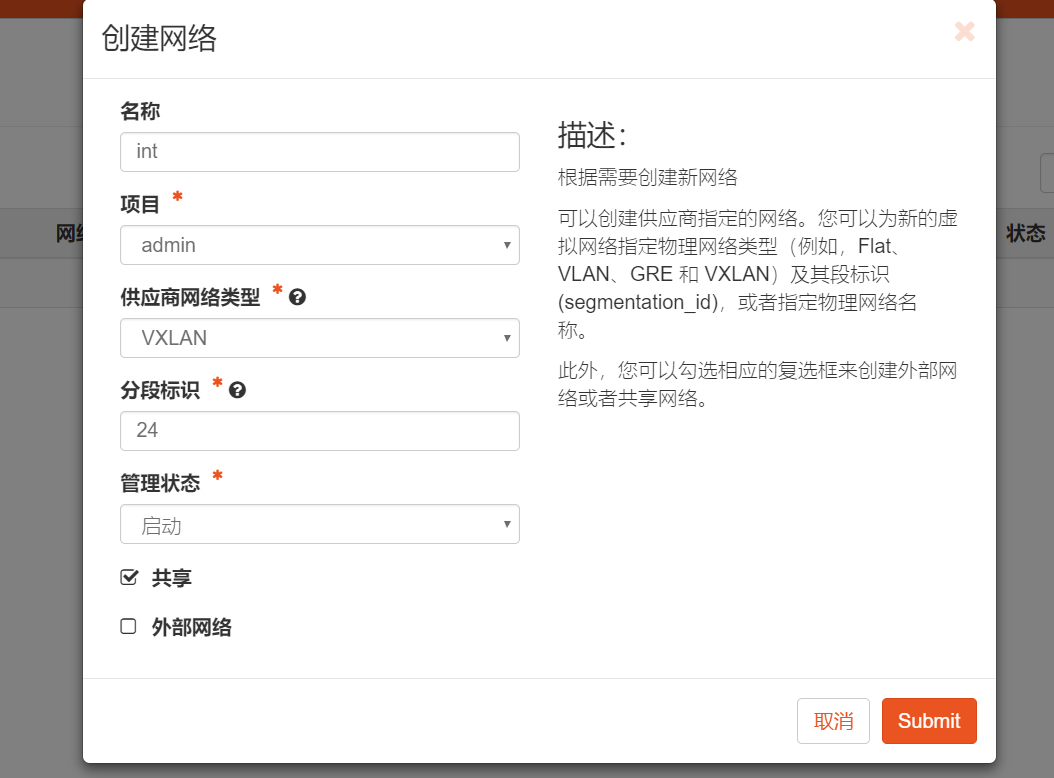 创建网络
名称
int
项目 *
admin
供应商网络类型 *
VXLAN
分段标识 *
24
管理状态 *
启动
共享
外部网络
描述：
根据需要创建新网络
可以创建供应商指定的网络。您可以为新的虚
拟网络指定物理网络类型（例如，Flat、
VLAN、GRE 和 VXLAN）及其段标识
(segmentation_id)，或者指定物理网络名
称。
此外，您可以勾选相应的复选框来创建外部网
络或者共享网络。
取消
Submit
网络
状态